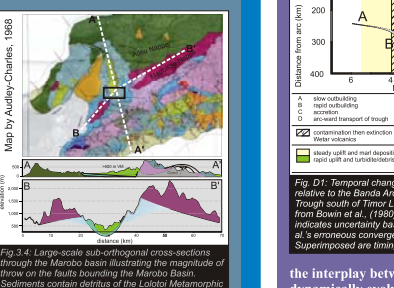 Map by Audley-Charles, 1968
A
Aileu Nappe
B'
B
A'
A
A'
B
B'
elevation (m)
distance (km)
Fig.3.4: Large-scale sub-orthogonal cross-sections
through the Marobo basin illustrating the magnitude of
throw on the faults bounding the Marobo Basin.
Sediments contain detritus of the Lolotoi Metamorphic
Distance from arc (km)
200
300
400
A
B
6
4
A slow outbuilding
B rapid outbuilding
C accretion
D arc-ward transport of trough
contamination then extinction
Wetar volcanics
steady uplift and marl depositi
rapid uplift and turbidite/debris
Fig. D1: Temporal chang
relative to the Banda Ar
Trough south of Timor L
from Bowin et al., (1980)
indicates uncertainty ba
al.'s erroneous converge
Superimposed are timin
the interplay betw